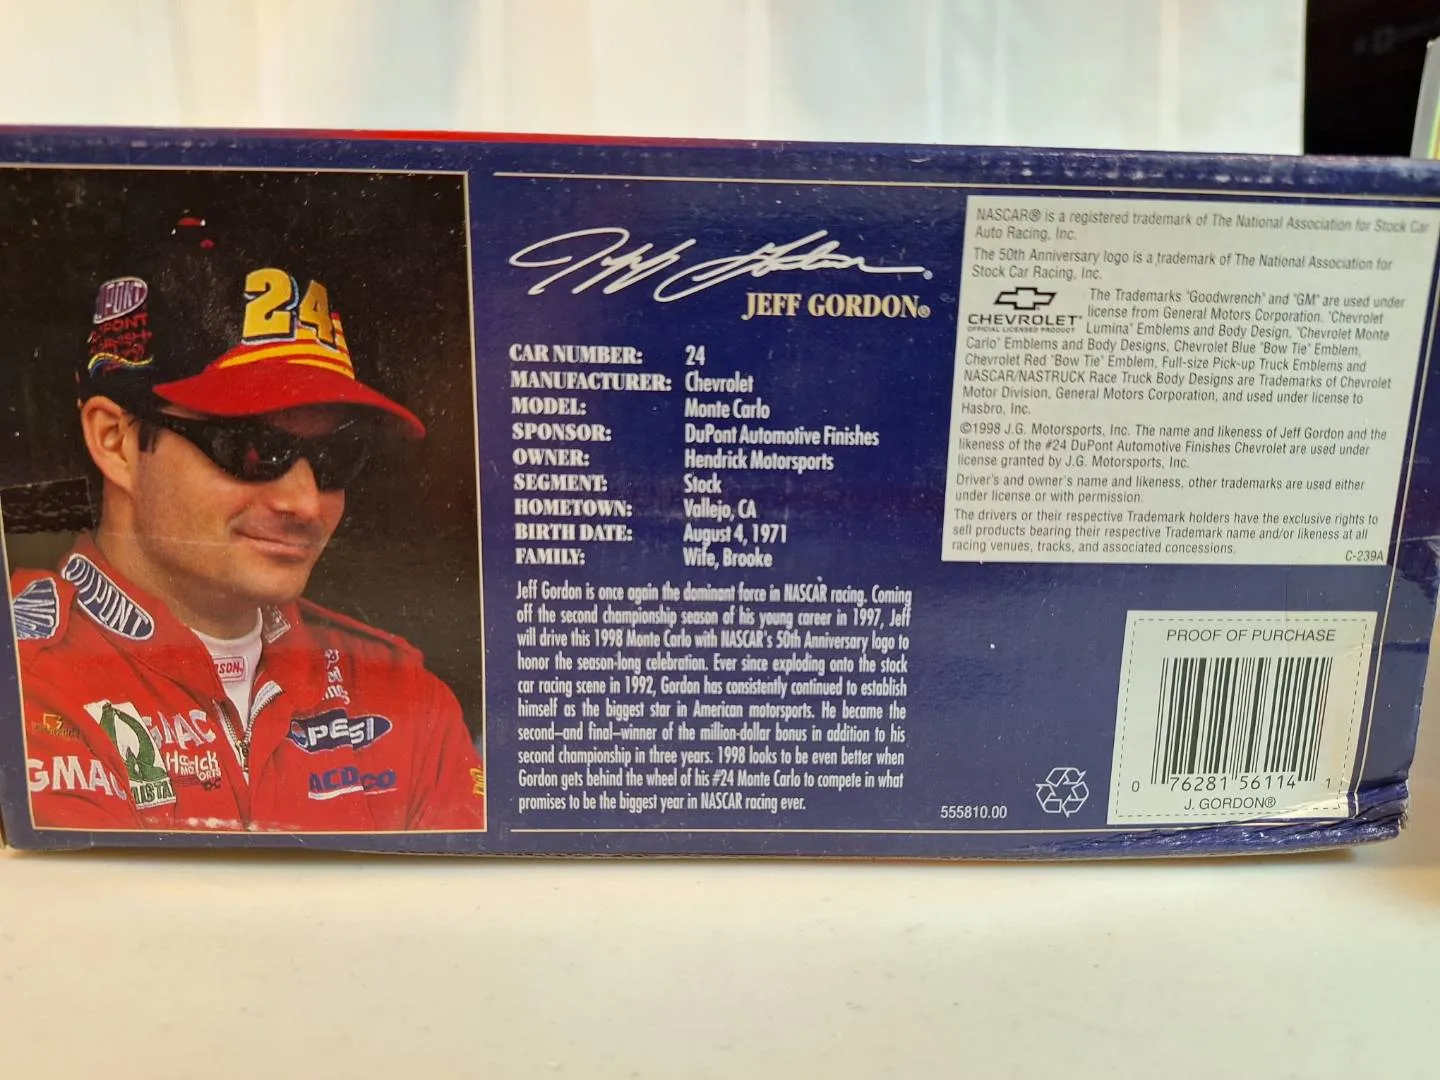 DUPONT
24
DUPONT
GMAC
GMAC
PEPSI
Jeff Gordon®
JEFF GORDON®
CAR NUMBER: 24
MANUFACTURER: Chevrolet
MODEL: Monte Carlo
SPONSOR: DuPont Automotive Finishes
OWNER: Hendrick Motorsports
SEGMENT: Stock
HOMETOWN: Vallejo, CA
BIRTH DATE: August 4, 1971
FAMILY: Wife, Brooke
Jeff Gordon is once again the dominant force in NASCAR racing. Coming
off the second championship season of his young career in 1997, Jeff
will drive this 1998 Monte Carlo with NASCAR's 50th Anniversary logo to
honor the season-long celebration. Ever since exploding onto the stock
car racing scene in 1992, Gordon has consistently continued to establish
himself as the biggest star in American motorsports. He became the
second—and final—winner of the million-dollar bonus in addition to his
second championship in three years. 1998 looks to be even better when
Gordon gets behind the wheel of his #24 Monte Carlo to compete in what
promises to be the biggest year in NASCAR racing ever.
NASCAR® is a registered trademark of The National Association for Stock Car
Auto Racing, Inc.
The 50th Anniversary logo is a trademark of The National Association for
Stock Car Racing, Inc.
CHEVROLET
OFFICIAL LICENSED PRODUCT
The Trademarks "Goodwrench" and "GM" are used under
license from General Motors Corporation. "Chevrolet
Lumina" Emblems and Body Design, "Chevrolet Monte
Carlo" Emblems and Body Designs, Chevrolet Blue "Bow Tie" Emblem,
Chevrolet Red "Bow Tie" Emblem, Full-size Pick-up Truck Emblems and
NASCAR/NASTRUCK Race Truck Body Designs are Trademarks of Chevrolet
Motor Division, General Motors Corporation, and used under license to
Hasbro, Inc.
©1998 J.G. Motorsports, Inc. The name and likeness of Jeff Gordon and the
likeness of the #24 DuPont Automotive Finishes Chevrolet are used under
license granted by J.G. Motorsports, Inc.
Driver's and owner's name and likeness, other trademarks are used either
under license or with permission.
The drivers or their respective Trademark holders have the exclusive rights to
sell products bearing their respective Trademark name and/or likeness at all
racing venues, tracks, and associated concessions.
C-239A
PROOF OF PURCHASE
0 76281 56114 1
J. GORDON®
555810.00